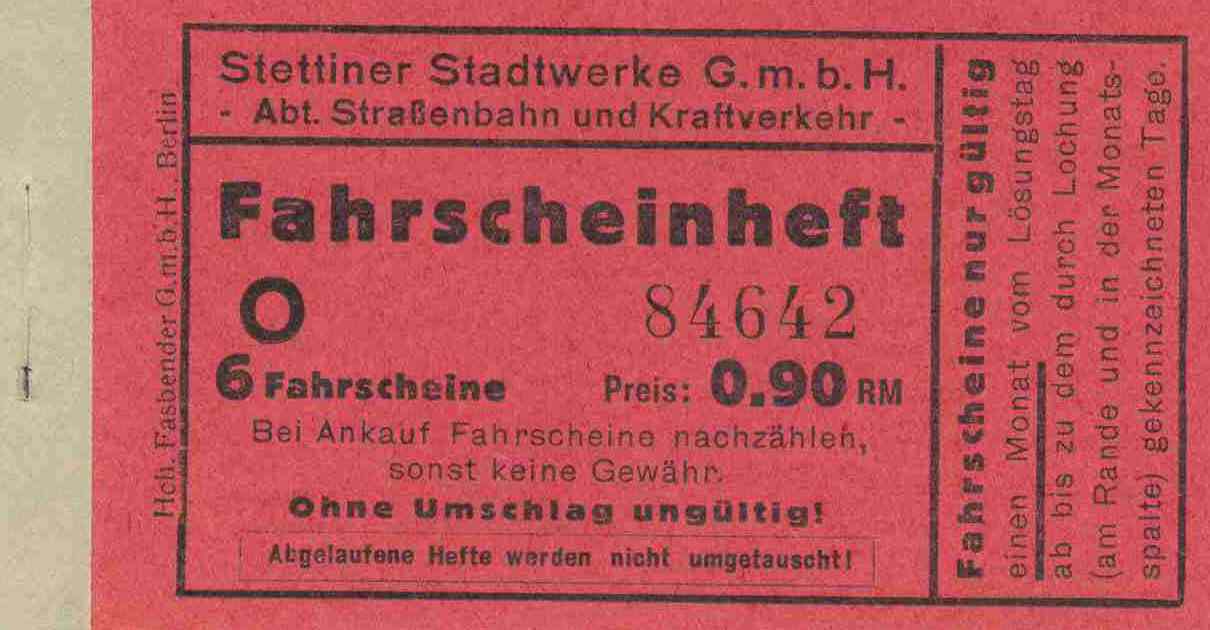 Stettiner Stadtwerke G.m.b.H.
- Abt. Straßenbahn und Kraftverkehr -
Fahrscheinheft
O 84642
6 Fahrscheine Preis: 0.90 RM
Bei Ankauf Fahrscheine nachzählen,
sonst keine Gewähr.
Ohne Umschlag ungültig!
Abgelaufene Hefte werden nicht umgetauscht!
Fahrscheine nur gültig
einen Monat vom Lösungstag
ab bis zu dem durch Lochung
(am Rande und in der Monats-
spalte) gekennzeichneten Tage.
Hch. Fasbender G.m.b.H., Berlin